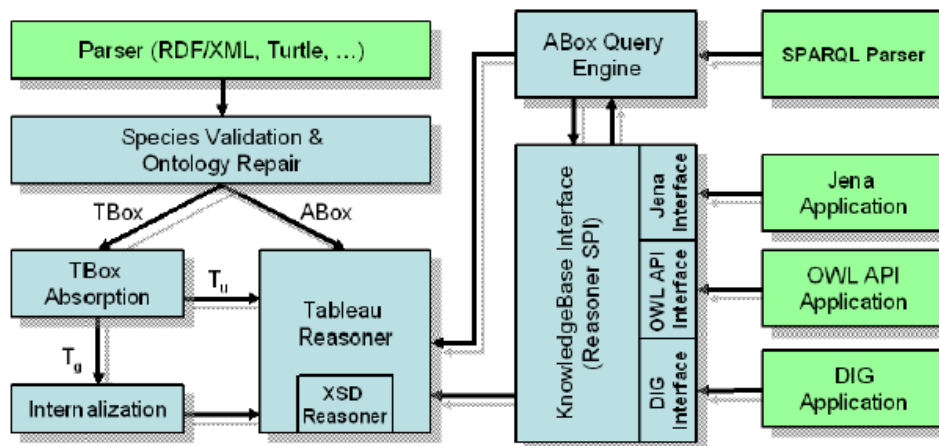 Parser (RDF/XML, Turtle, …)
ABox Query
Engine
SPARQL Parser
Species Validation &
Ontology Repair
TBox
ABox
TBox
Absorption
Tu
Tableau
Reasoner
Tg
Internalization
XSD
Reasoner
KnowledgeBase Interface
(Reasoner SPI)
Jena
Interface
OWL API
Interface
DIG
Interface
Jena
Application
OWL API
Application
DIG
Application